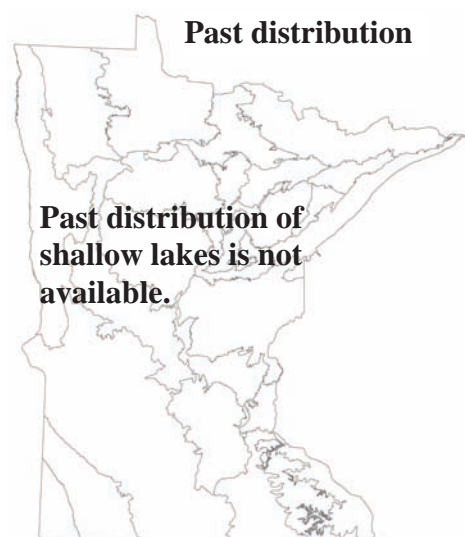 Past distribution
Past distribution of
shallow lakes is not
available.